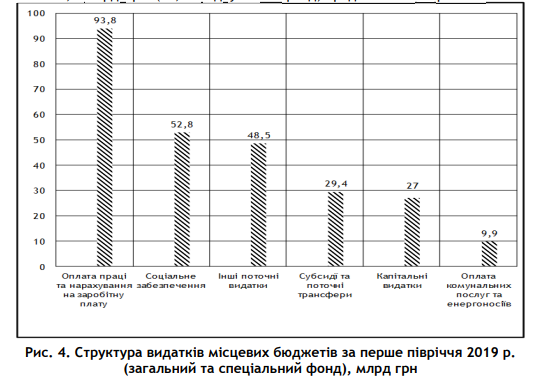 100
90
80
70
60
50
40
30
20
10
0
93,8
52,8
48,5
29,4
27
9,9
Оплата праці
та нарахування
на заробітну
плату
Соціальне
забезпечення
Інші поточні
видатки
Субсидії та
поточні
трансфери
Капітальні
видатки
Оплата
комунальних
послуг та
енергоносіїв
Рис. 4. Структура видатків місцевих бюджетів за перше півріччя 2019 р.
(загальний та спеціальний фонд), млрд грн